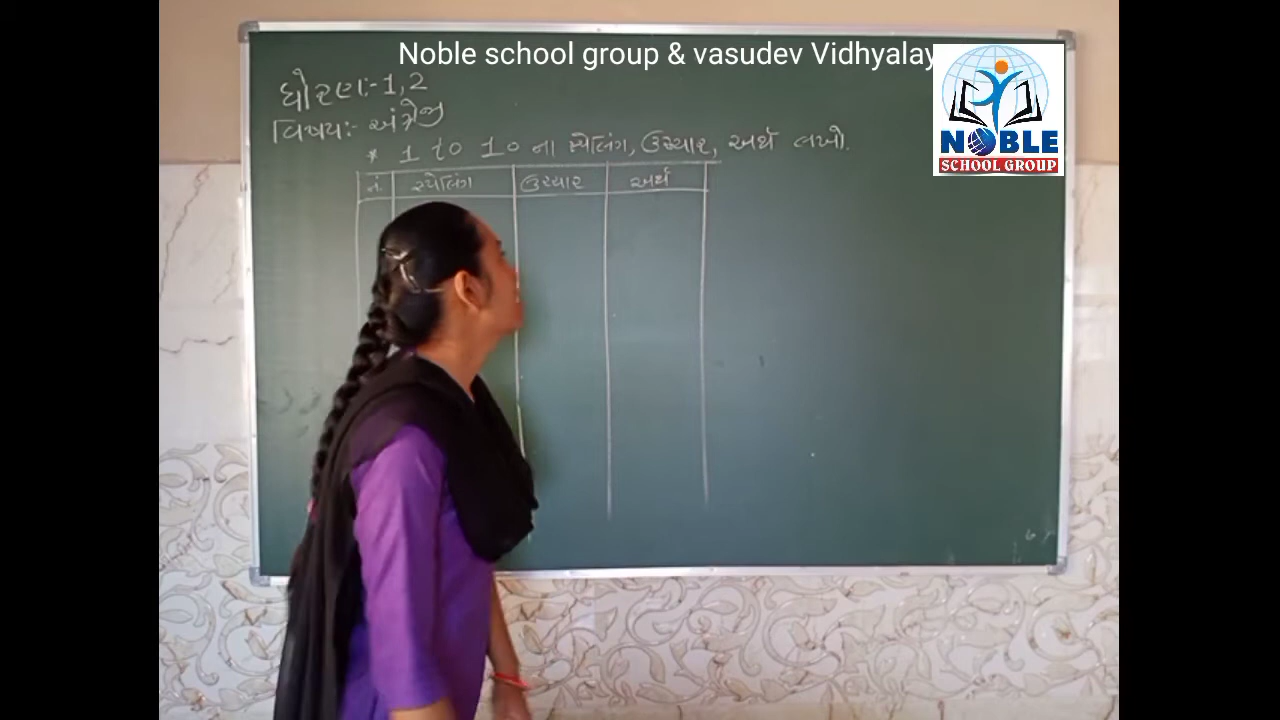 Noble school group & vasudev Vidhyalay
NOBLE
SCHOOL GROUP
ધોરણ:-1,2
વિષય:- અંગ્રેજી
* 1 to 10 ના સ્પેલિંગ, ઉચ્ચાર, અર્થ લખો.
નં. સ્પેલિંગ ઉચ્ચાર અર્થ